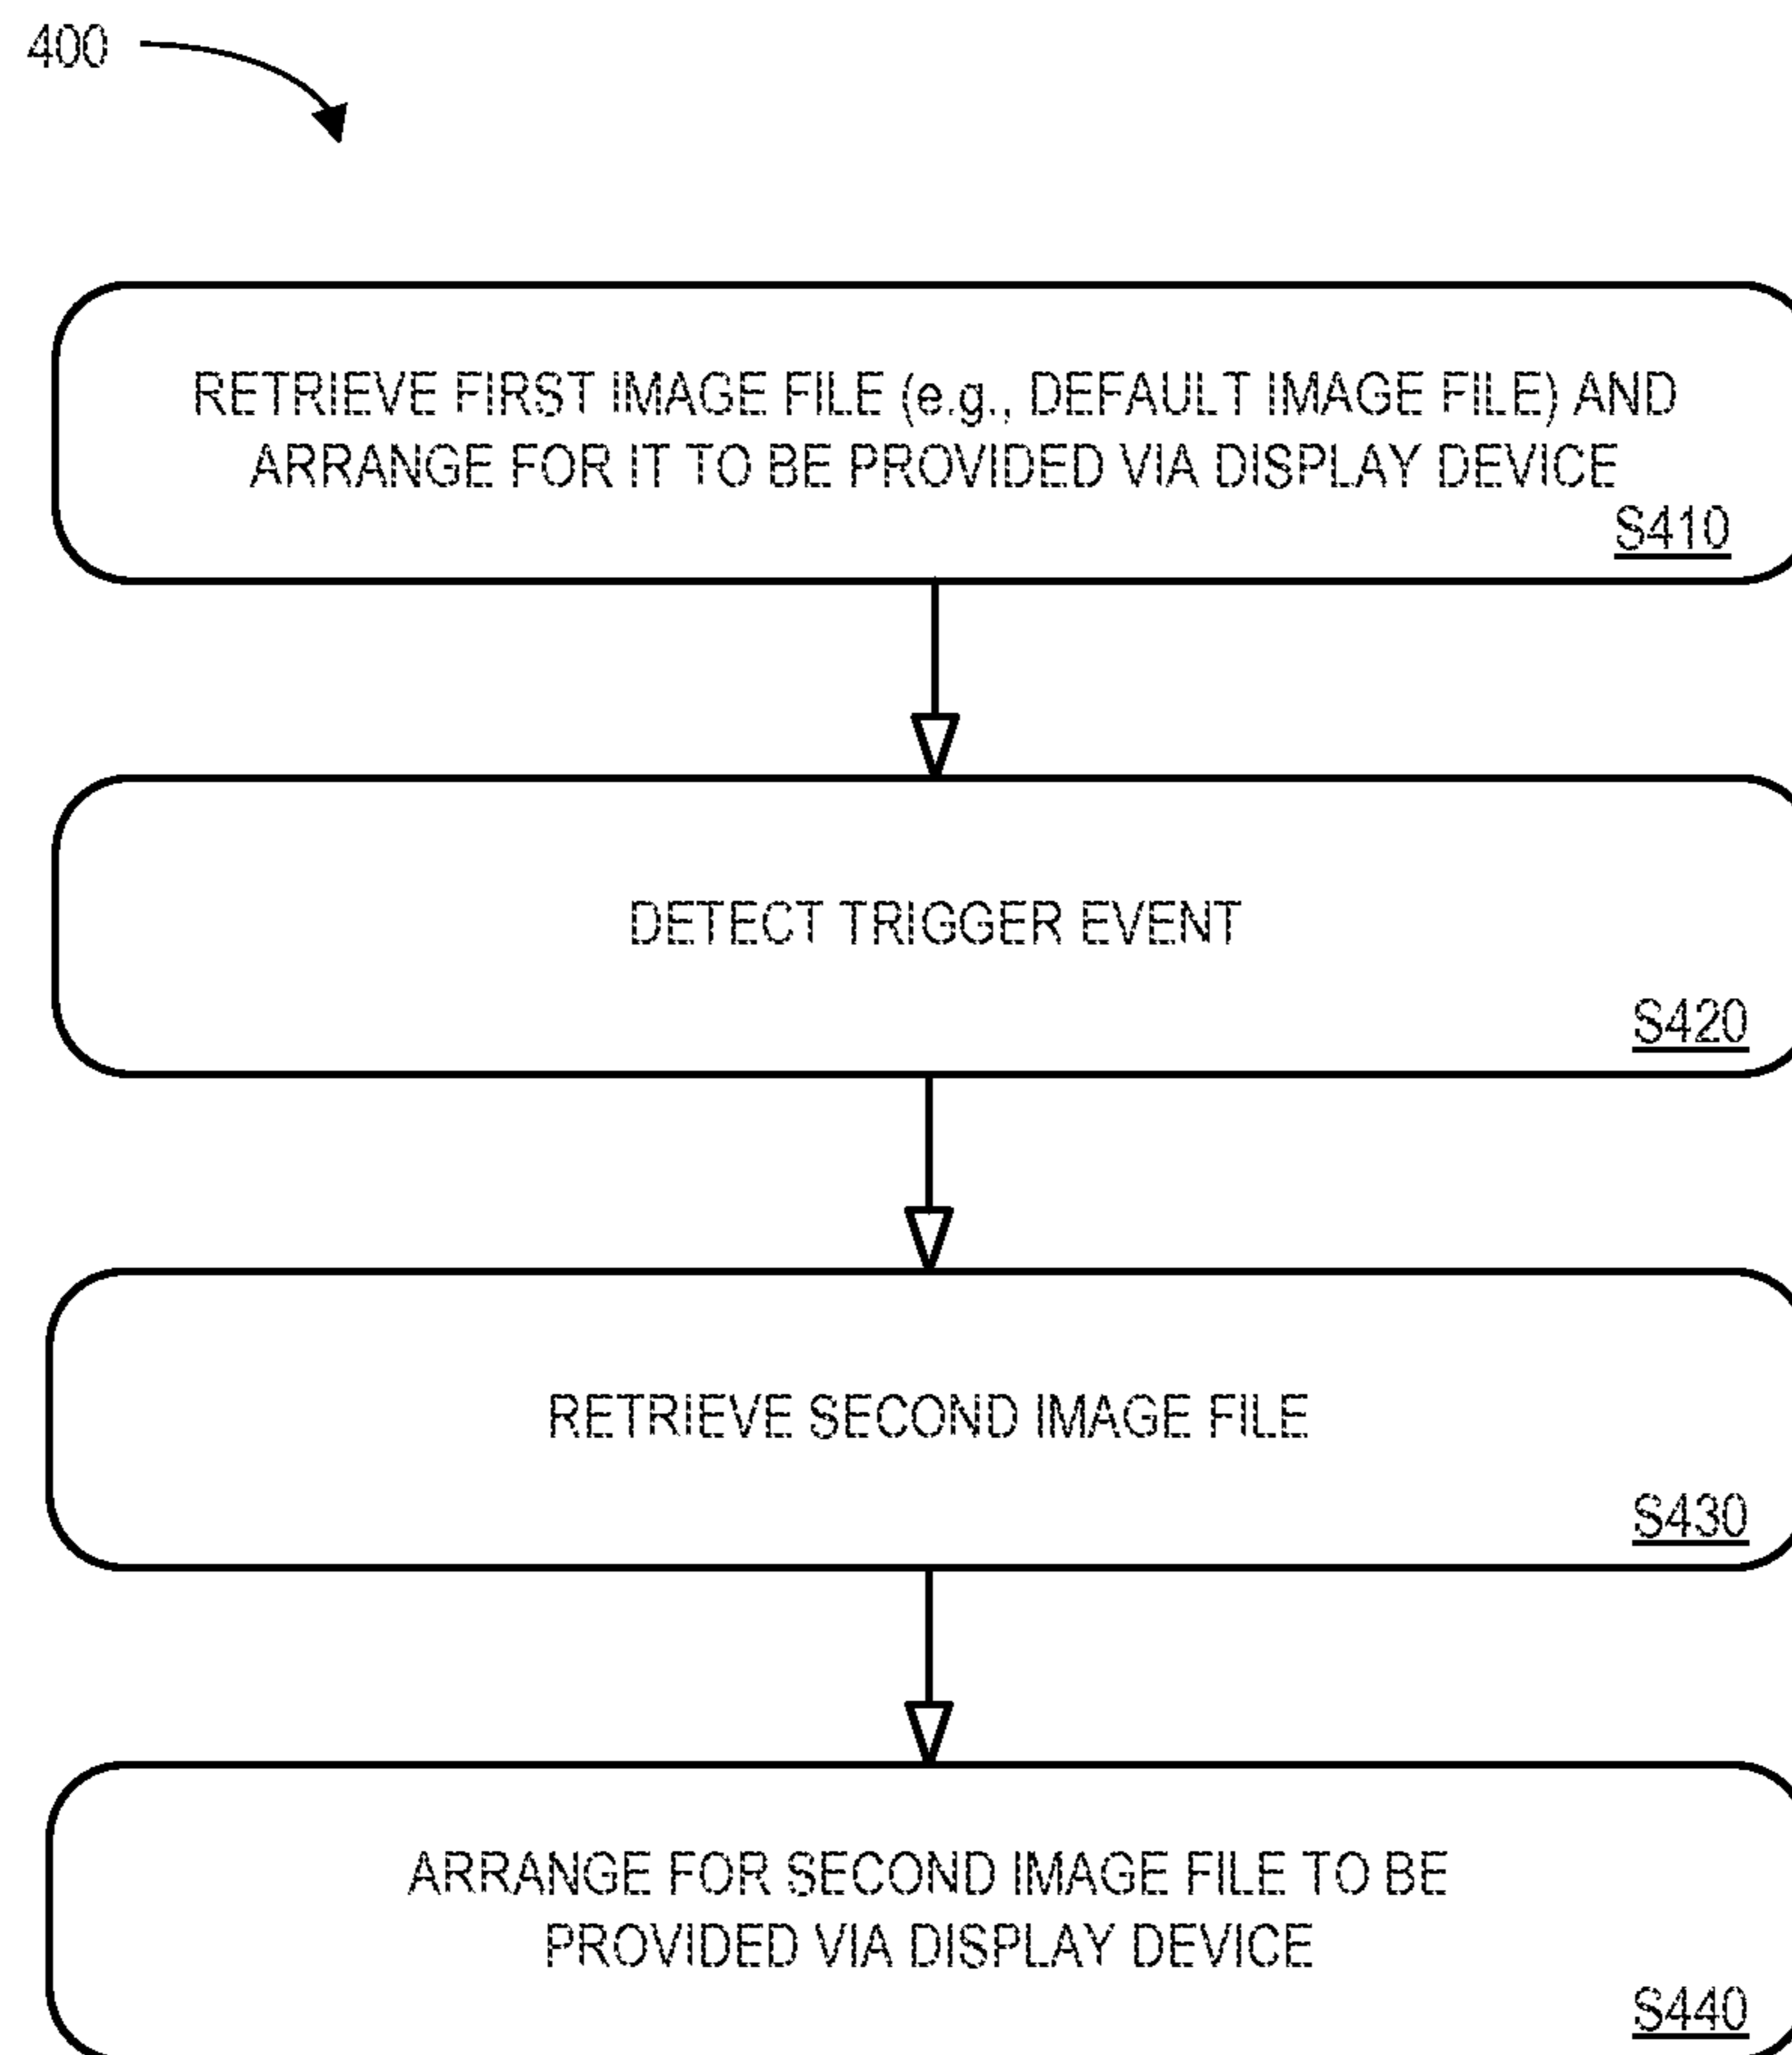 400
RETRIEVE FIRST IMAGE FILE (e.g., DEFAULT IMAGE FILE) AND
ARRANGE FOR IT TO BE PROVIDED VIA DISPLAY DEVICE
S410
DETECT TRIGGER EVENT
S420
RETRIEVE SECOND IMAGE FILE
S430
ARRANGE FOR SECOND IMAGE FILE TO BE
PROVIDED VIA DISPLAY DEVICE
S440